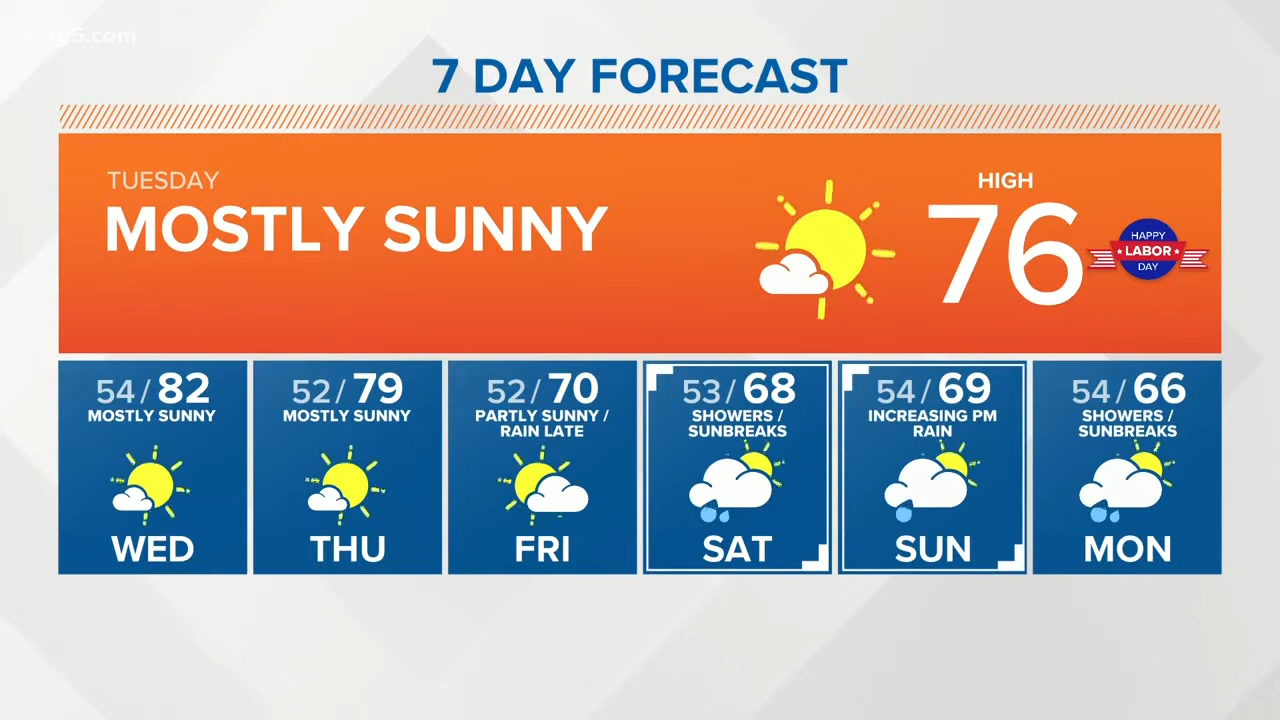 7 DAY FORECAST
TUESDAY
MOSTLY SUNNY
HIGH
76
HAPPY
LABOR
DAY
54 / 82
MOSTLY SUNNY
WED
52 / 79
MOSTLY SUNNY
THU
52 / 70
PARTLY SUNNY /
RAIN LATE
FRI
53 / 68
SHOWERS /
SUNBREAKS
SAT
54 / 69
INCREASING PM
RAIN
SUN
54 / 66
SHOWERS /
SUNBREAKS
MON